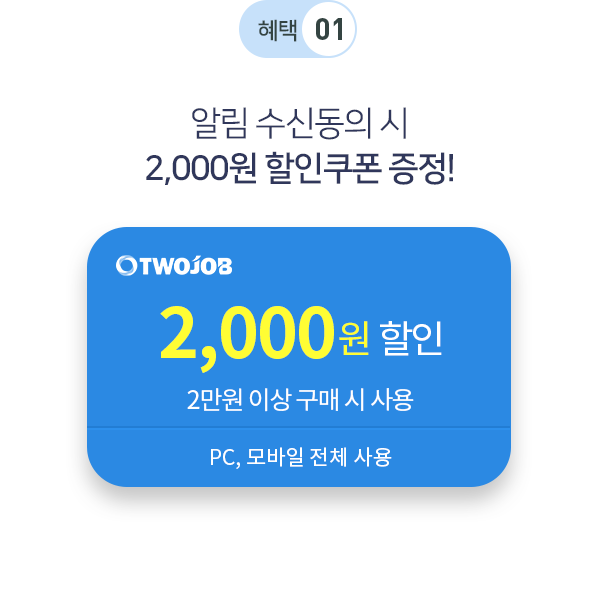 혜택 01
알림 수신동의 시
2,000원 할인쿠폰 증정!
TWOJOB
2,000원 할인
2만원 이상 구매 시 사용
PC, 모바일 전체 사용